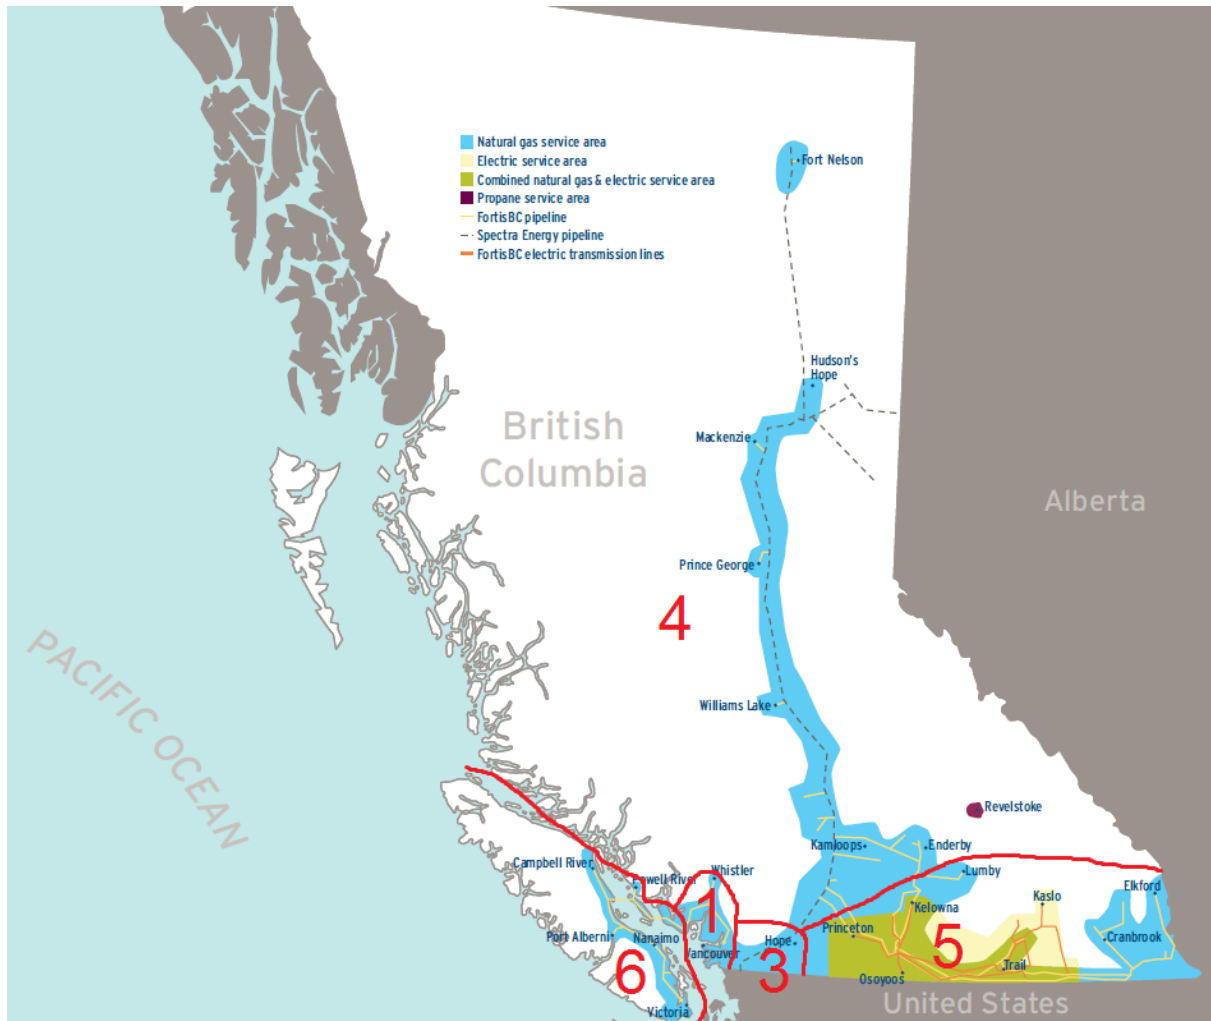 Natural gas service area
Electric service area
Combined natural gas & electric service area
Propane service area
FortisBC pipeline
Spectra Energy pipeline
FortisBC electric transmission lines
Fort Nelson
Hudson's
Hope
British
Columbia
Mackenzie
Alberta
Prince George
4
PACIFIC OCEAN
Williams Lake
Revelstoke
Kamloops
Enderby
Campbell River
Powell River
Whistler
Lumby
Elkford
Kaslo
1
Kelowna
Port Alberni
Nanaimo
Vancouver
Hope
Princeton
5
Cranbrook
6
3
Trail
Osoyoos
Victoria
United States